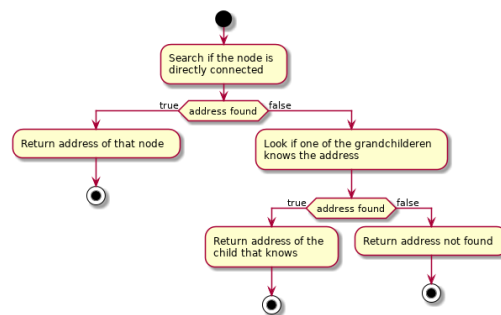 Search if the node is
directly connected
true
address found
false
Return address of that node
Look if one of the grandchilderen
knows the address
true
address found
false
Return address of the
child that knows
Return address not found